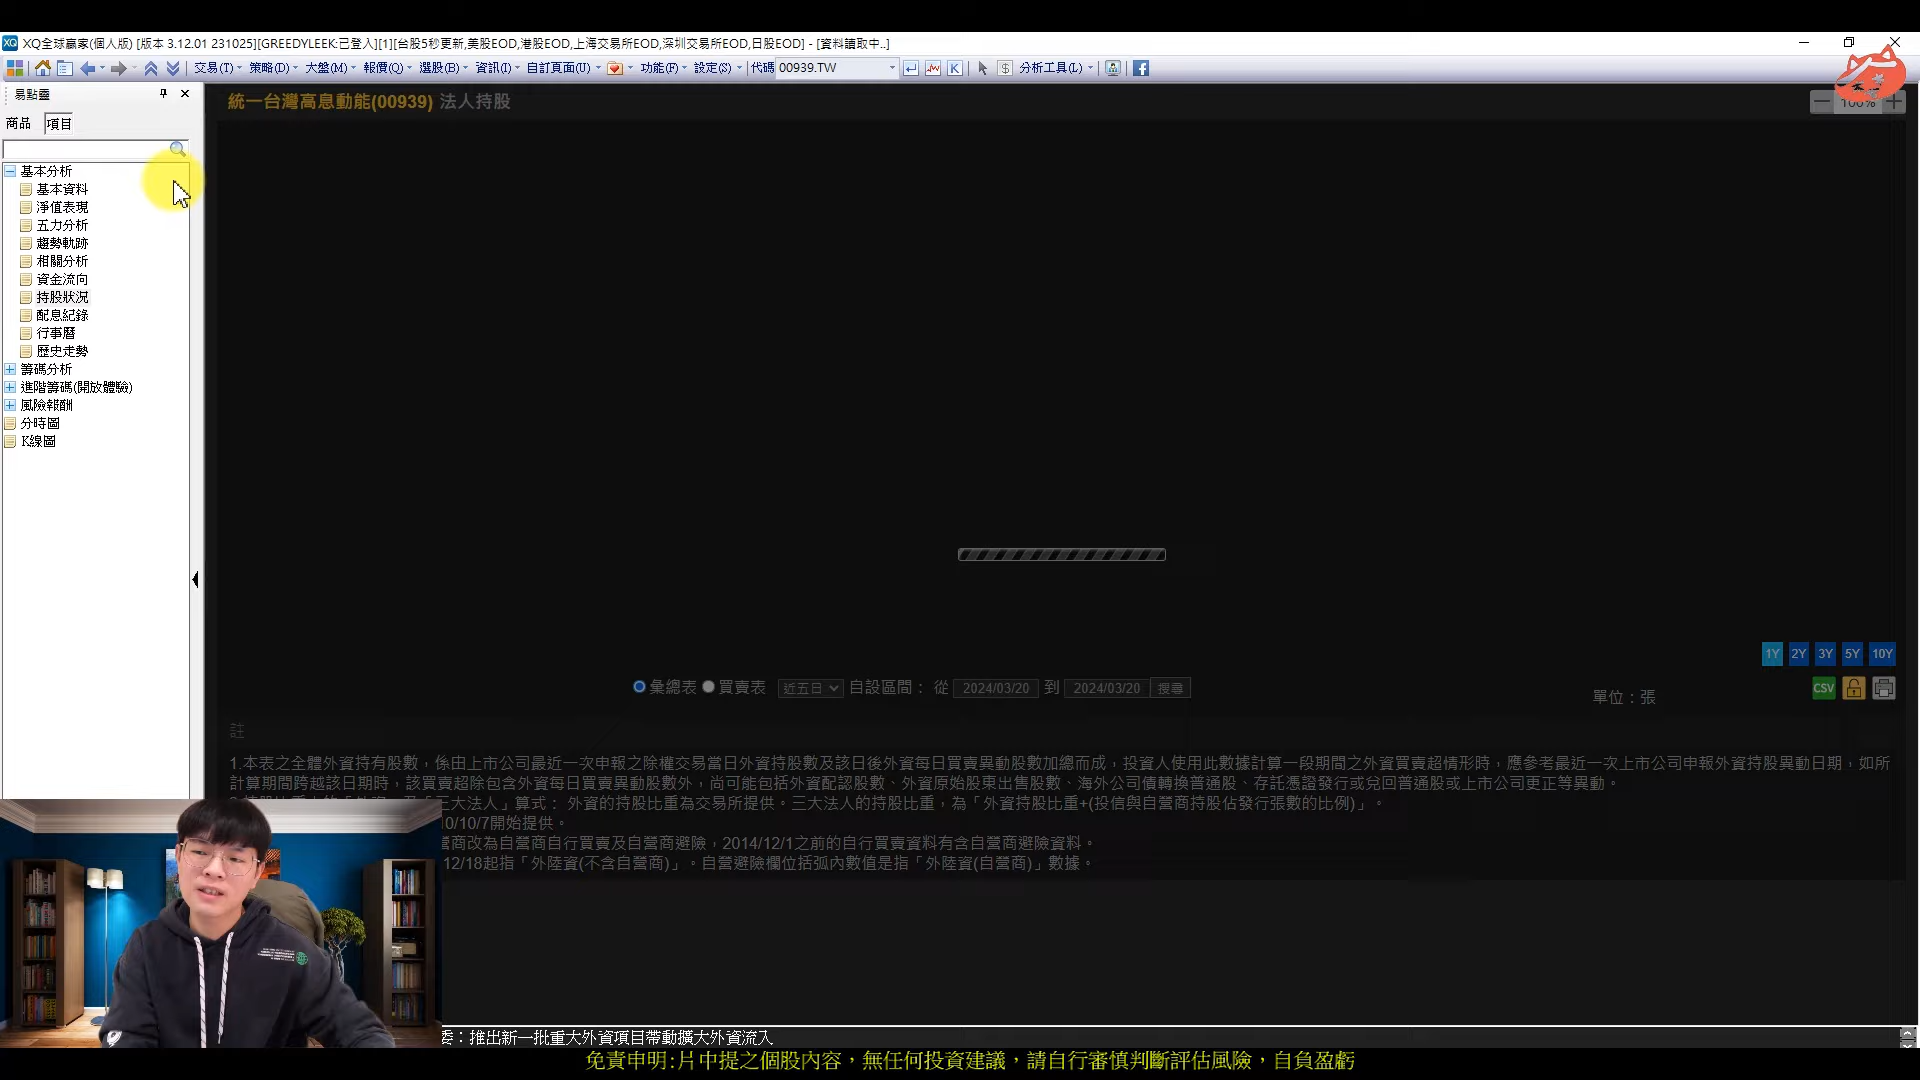 XQ全球贏家(個人版) [版本 3.12.01 231025][GREEDYLEEK:已登入][1][台股5秒更新,美股EOD,港股EOD,上海交易所EOD,深圳交易所EOD,日股EOD] - [資料讀取中..]
交易(T) 策略(D) 大盤(M) 報價(Q) 選股(B) 資訊(I) 自訂頁面(U) 功能(F) 設定(S) 代碼 00939.TW K $ 分析工具(L)
易點靈
商品 項目
統一台灣高息動能(00939) 法人持股
100%
基本分析
基本資料
淨值表現
五力分析
趨勢軌跡
相關分析
資金流向
持股狀況
配息紀錄
行事曆
歷史走勢
籌碼分析
進階籌碼(開放體驗)
風險報酬
分時圖
K線圖
1Y 2Y 3Y 5Y 10Y
彙總表 買賣表 近五日 自設區間： 從 2024/03/20 到 2024/03/20 搜尋
單位：張
CSV
註
1.本表之全體外資持有股數，係由上市公司最近一次申報之除權交易當日外資持股數及該日後外資每日買賣異動股數加總而成，投資人使用此數據計算一段期間之外資買賣超情形時，應參考最近一次上市公司申報外資持股異動日期，如所
計算期間跨越該日期時，該買賣超除包含外資每日買賣異動股數外，尚可能包括外資配認股數、外資原始股東出售股數、海外公司債轉換普通股、存託憑證發行或兌回普通股或上市公司更正等異動。
三大法人」算式： 外資的持股比重為交易所提供。三大法人的持股比重，為「外資持股比重+(投信與自營商持股佔發行張數的比例)」。
0/10/7開始提供。
營商改為自營商自行買賣及自營商避險，2014/12/1之前的自行買賣資料有含自營商避險資料。
12/18起指「外陸資(不含自營商)」。自營避險欄位括弧內數值是指「外陸資(自營商)」數據。
委：推出新一批重大外資項目帶動擴大外資流入
免責申明:片中提之個股內容，無任何投資建議，請自行審慎判斷評估風險，自負盈虧